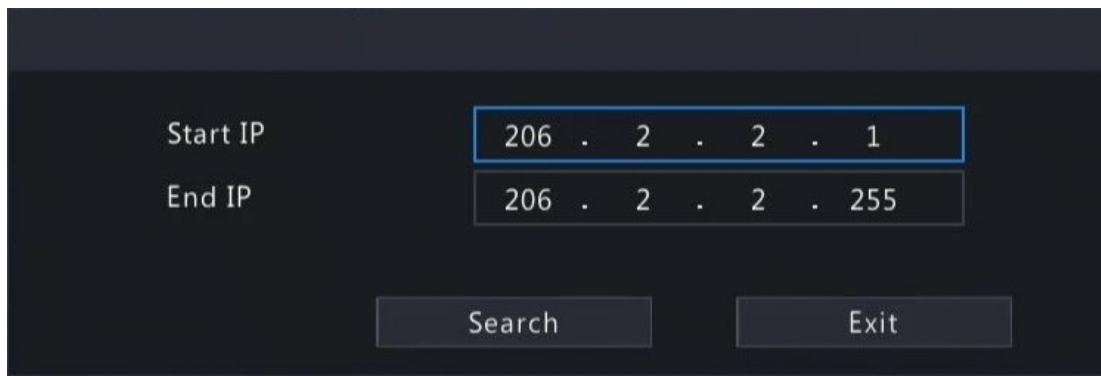 Start IP 206 . 2 . 2 . 1
End IP 206 . 2 . 2 . 255
Search Exit